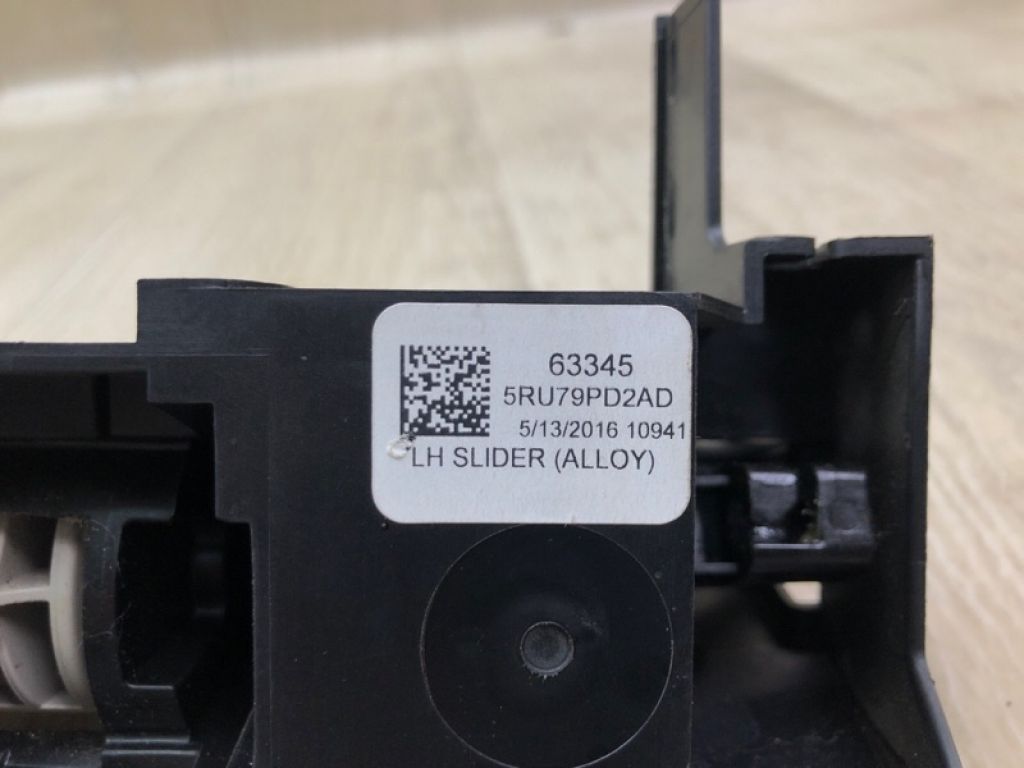 63345
5RU79PD2AD
5/13/2016 10941
LH SLIDER (ALLOY)